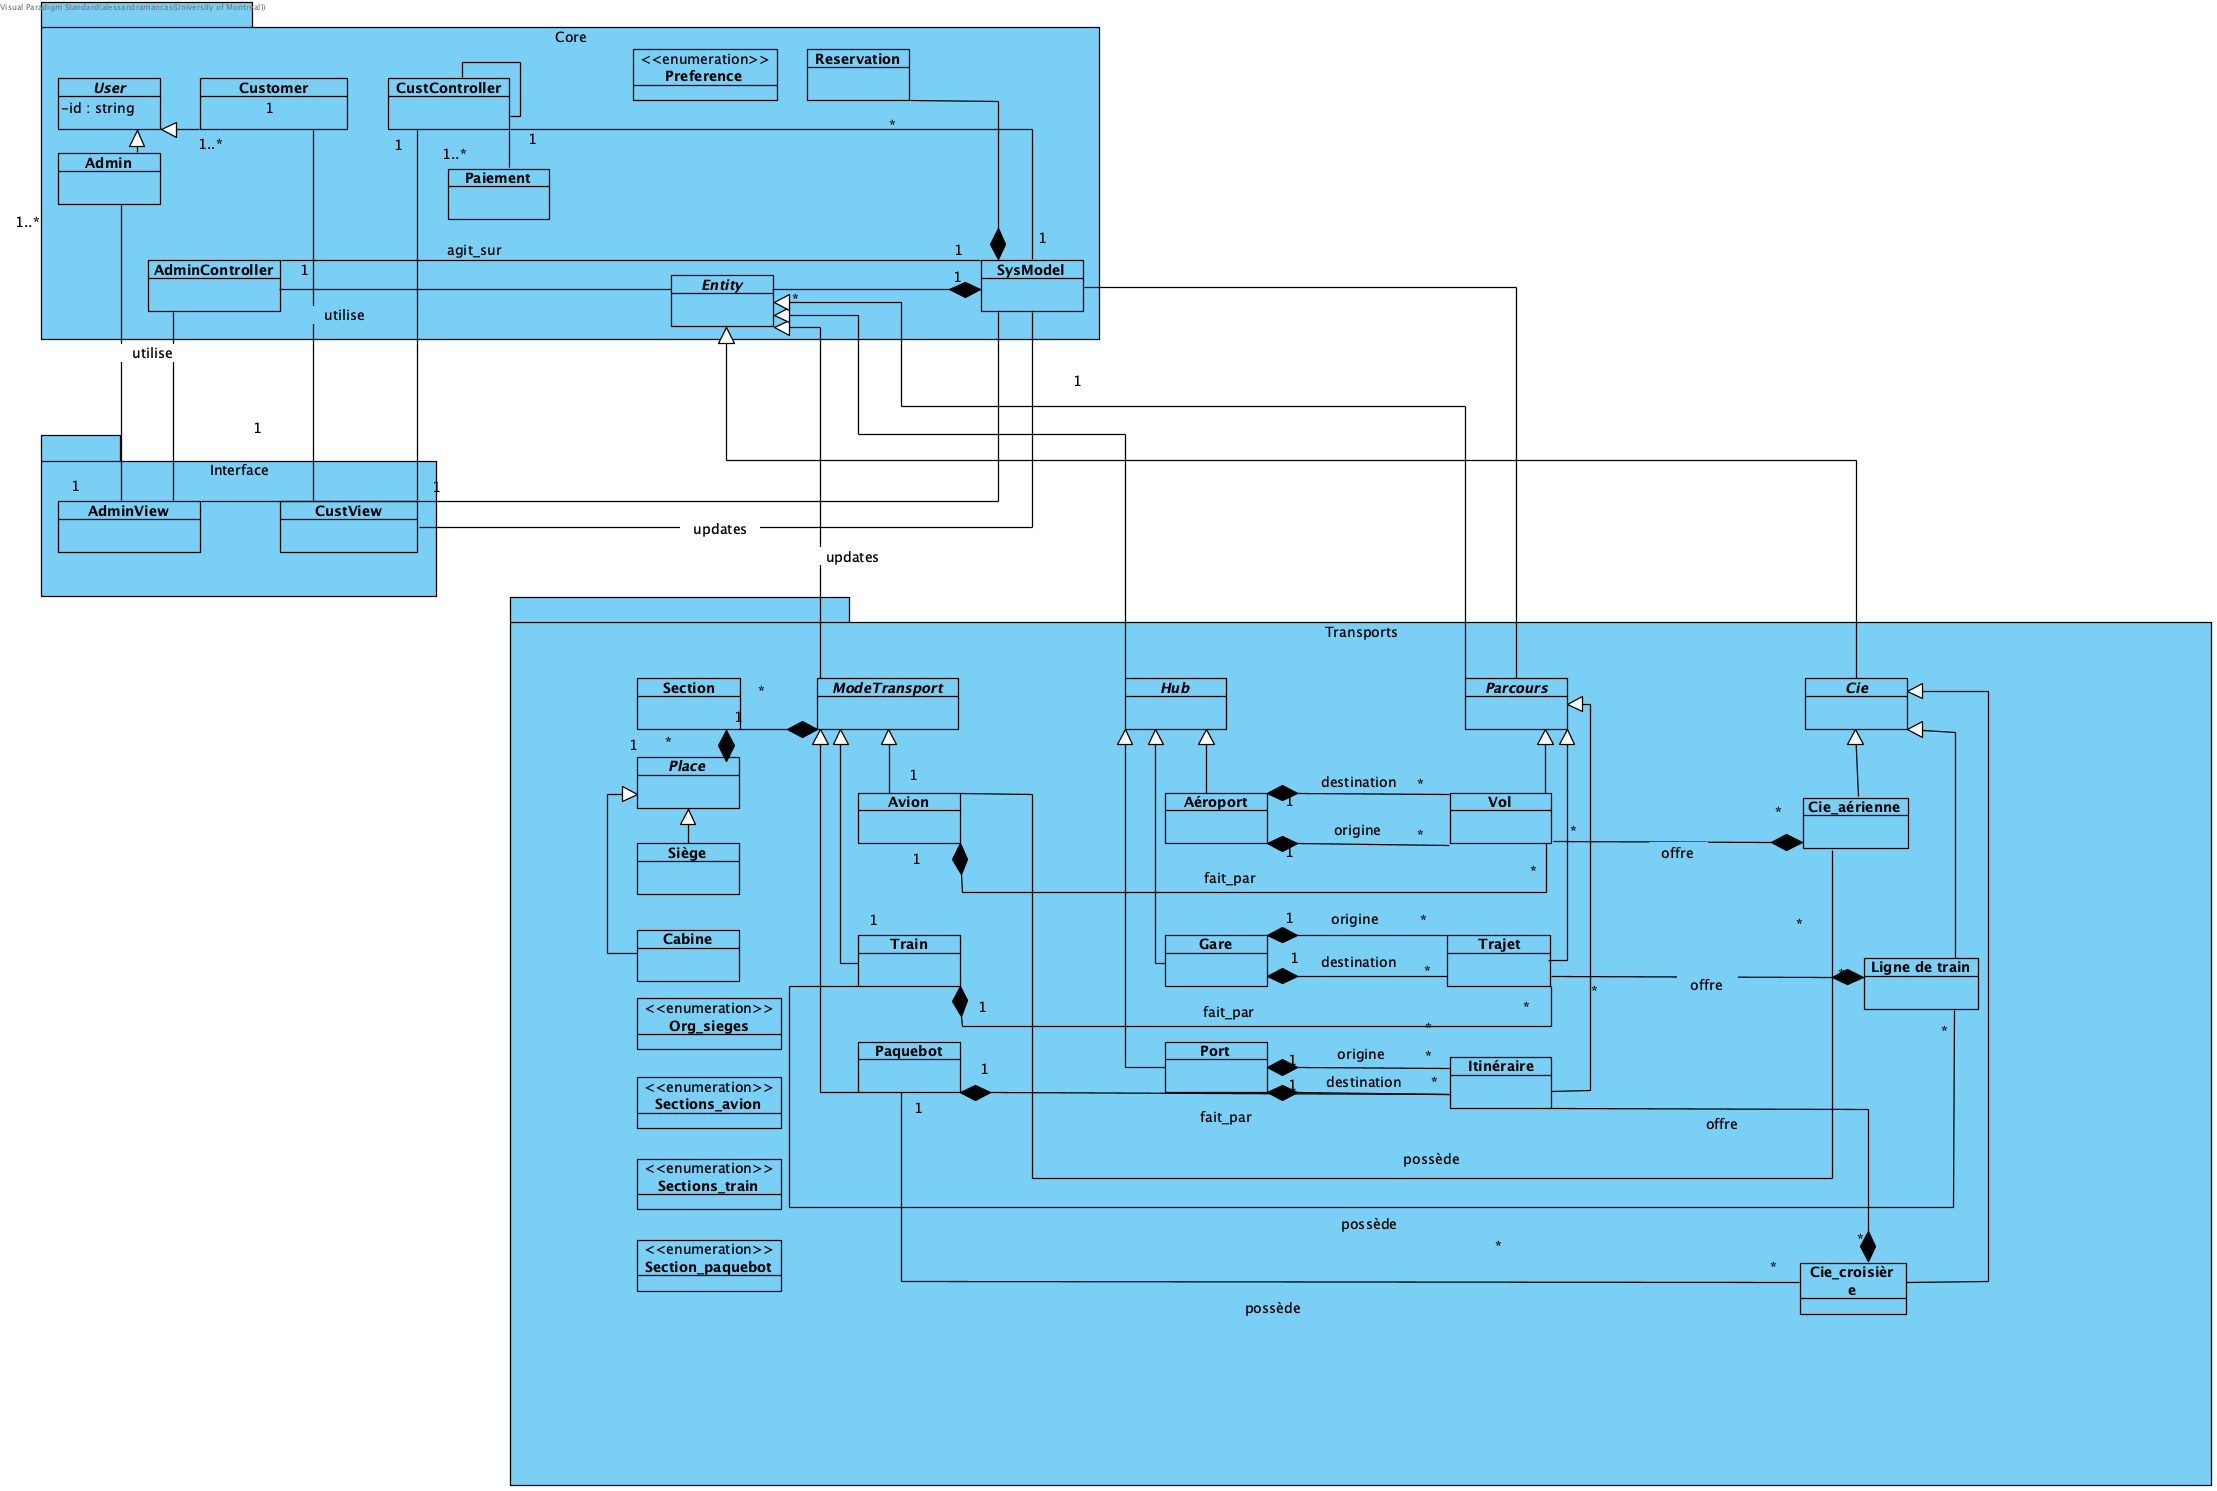 Visual Paradigm Standard(alessandramancas(University of Montreal))
Core
<<enumeration>>
Preference
Reservation
User
-id : string
Customer
1
CustController
*
1..*
1
1
1..*
Admin
Paiement
1..*
agit_sur
1
1
AdminController
1
Entity
1
*
SysModel
utilise
utilise
1
1
Interface
1
1
AdminView
CustView
updates
updates
Transports
Section
*
ModeTransport
Hub
Parcours
Cie
1
1
*
Place
1
destination
*
1
*
Avion
Aéroport
Vol
Cie_aérienne
origine
*
*
1
Siège
1
offre
fait_par
*
1
1
origine
*
*
Cabine
Train
Gare
Trajet
1
destination
*
*
Ligne de train
offre
*
<<enumeration>>
Org_sieges
1
fait_par
*
*
*
Paquebot
Port
1
origine
*
Itinéraire
1
1
destination
*
<<enumeration>>
Sections_avion
1
fait_par
offre
possède
<<enumeration>>
Sections_train
possède
*
*
<<enumeration>>
Section_paquebot
*
Cie_croisièr
e
possède